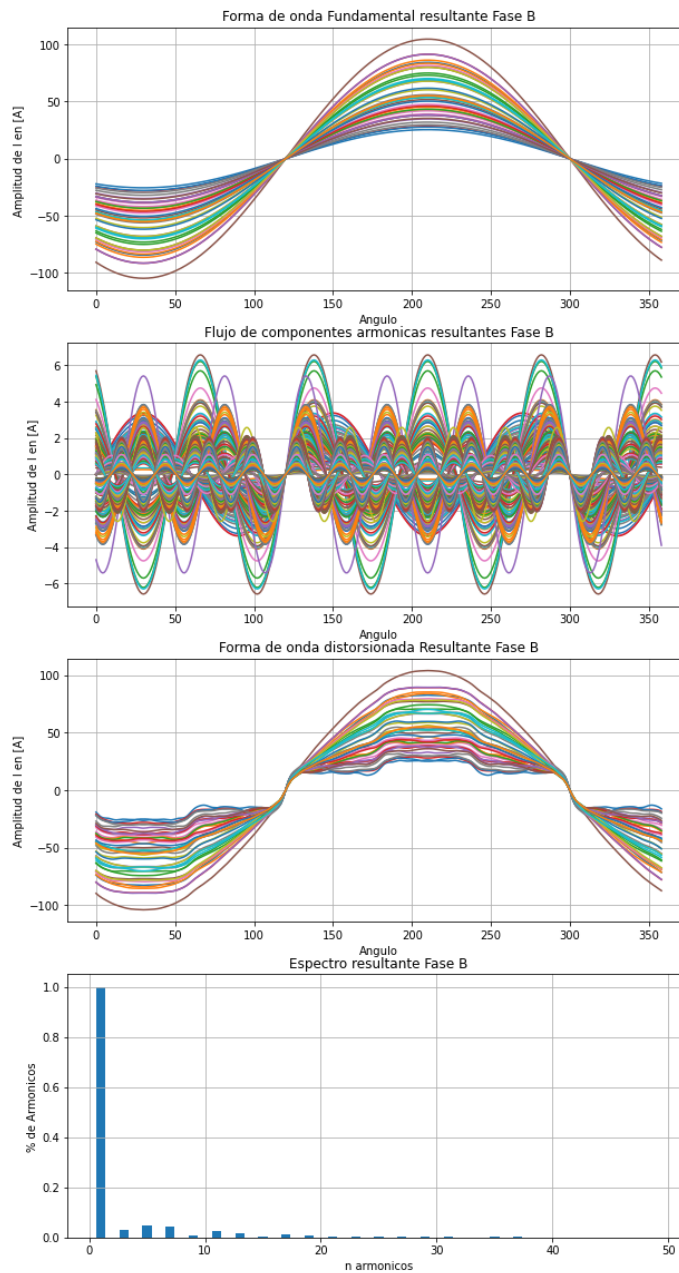 Forma de onda Fundamental resultante Fase B
100
50
0
−50
−100
Amplitud de I en [A]
0 50 100 150 200 250 300 350
Angulo
Flujo de componentes armonicas resultantes Fase B
6
4
2
0
−2
−4
−6
Amplitud de I en [A]
0 50 100 150 200 250 300 350
Angulo
Forma de onda distorsionada Resultante Fase B
100
50
0
−50
−100
Amplitud de I en [A]
0 50 100 150 200 250 300 350
Angulo
Espectro resultante Fase B
1.0
0.8
0.6
0.4
0.2
0.0
% de Armonicos
0 10 20 30 40 50
n armonicos